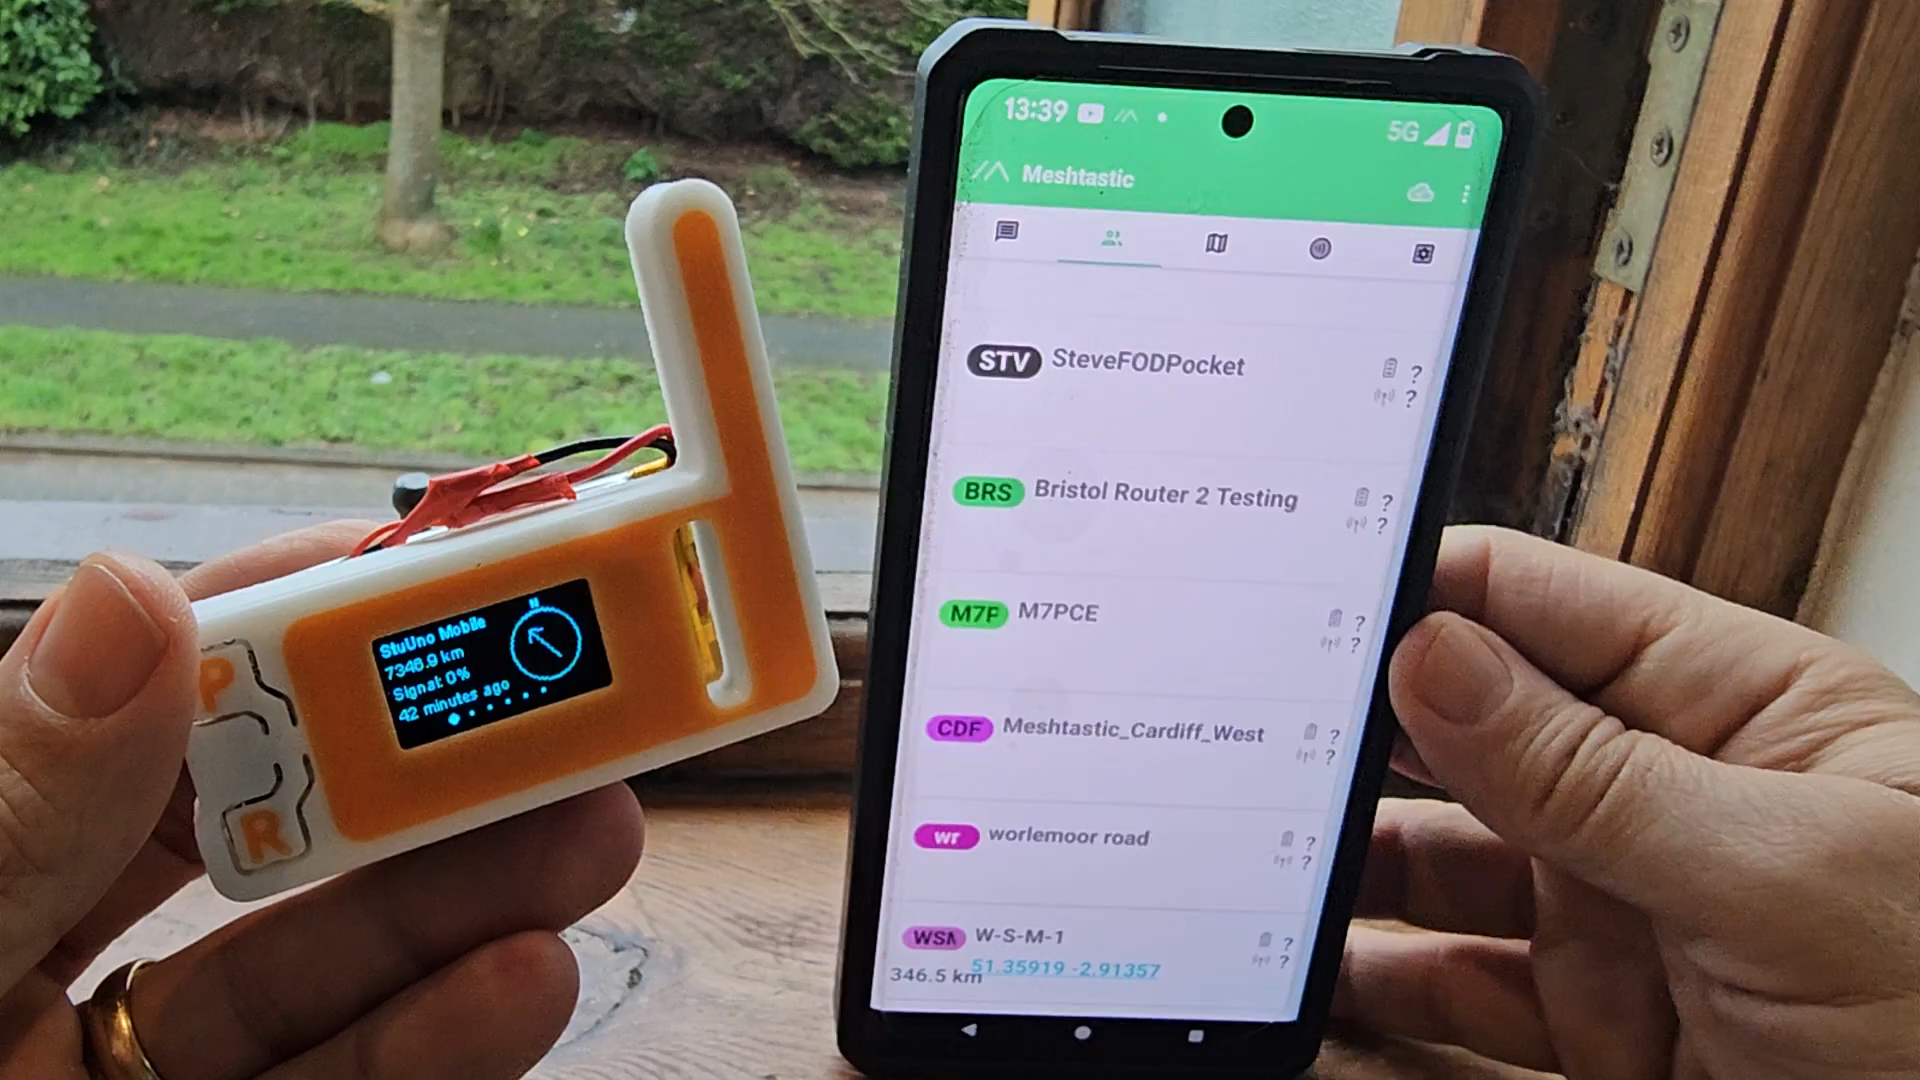 13:39
5G
Meshtastic
STV SteveFODPocket
?
?
BRS Bristol Router 2 Testing
?
?
M7P M7PCE
?
?
CDF Meshtastic_Cardiff_West
?
?
wr worlemoor road
?
?
WSM W-S-M-1
?
?
346.5 km 51.35919 -2.91357
N
StuUno Mobile
7346.9 km
Signal: 0%
42 minutes ago
P
R